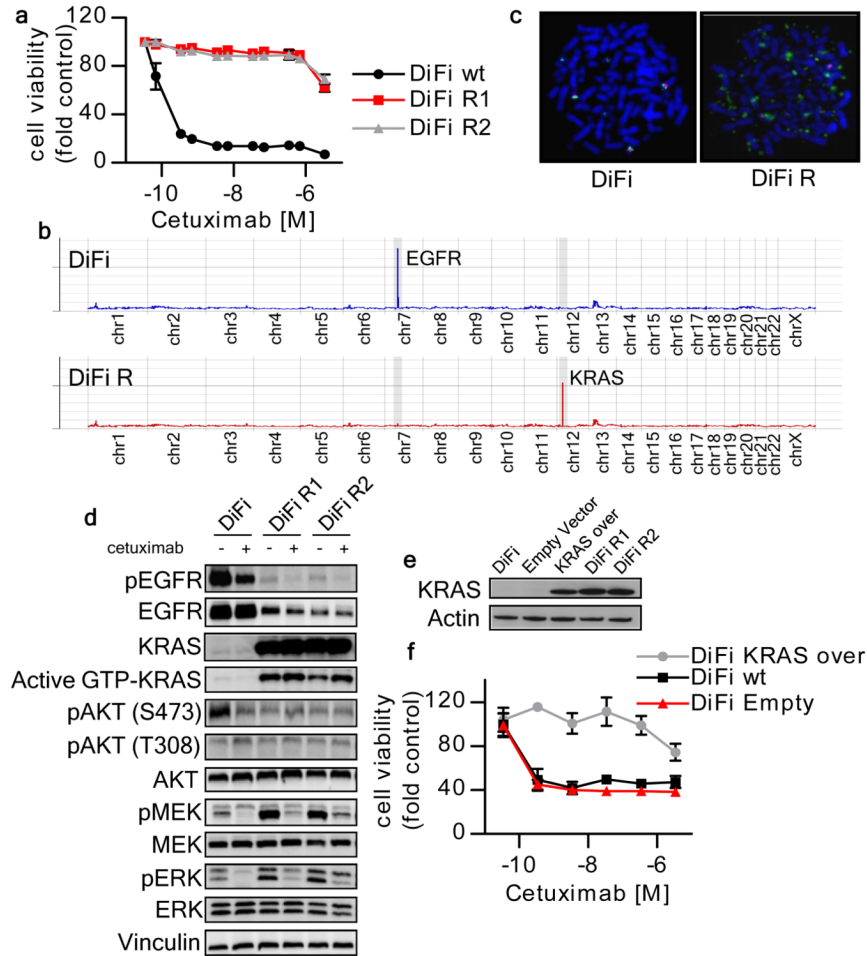 a
120
80
40
0
cell viability
(fold control)
-10
-8
-6
Cetuximab [M]
DiFi wt
DiFi R1
DiFi R2
c
DiFi
DiFi R
b
DiFi
EGFR
chr1
chr2
chr3
chr4
chr5
chr6
chr7
chr8
chr9
chr10
chr11
chr12
chr13
chr14
chr15
chr16
chr17
chr18
chr19
chr20
chr21
chr22
chrX
DiFi R
KRAS
chr1
chr2
chr3
chr4
chr5
chr6
chr7
chr8
chr9
chr10
chr11
chr12
chr13
chr14
chr15
chr16
chr17
chr18
chr19
chr20
chr21
chr22
chrX
d
DiFi
DiFi R1
DiFi R2
cetuximab - + - + - +
pEGFR
EGFR
KRAS
Active GTP-KRAS
pAKT (S473)
pAKT (T308)
AKT
pMEK
MEK
pERK
ERK
Vinculin
e
DiFi
Empty Vector
KRAS over
DiFi R1
DiFi R2
KRAS
Actin
f
DiFi KRAS over
DiFi wt
DiFi Empty
120
80
40
0
cell viability
(fold control)
-10
-8
-6
Cetuximab [M]